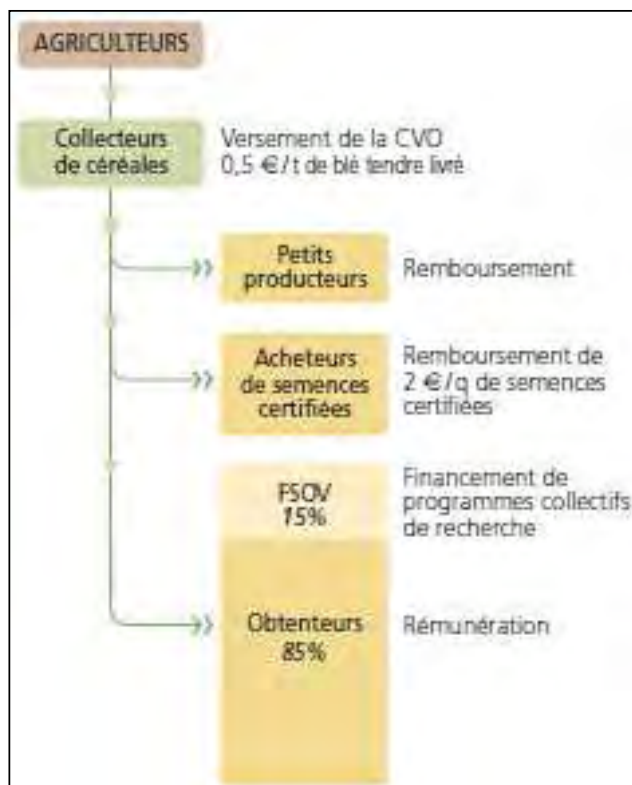 AGRICULTEURS
Collecteurs
de céréales
Versement de la CVO
0,5 €/t de blé tendre livré
Petits
producteurs
Remboursement
Acheteurs
de semences
certifiées
Remboursement de
2 €/q de semences
certifiées
FSOV
15%
Financement de
programmes collectifs
de recherche
Obtenteurs
85%
Rémunération